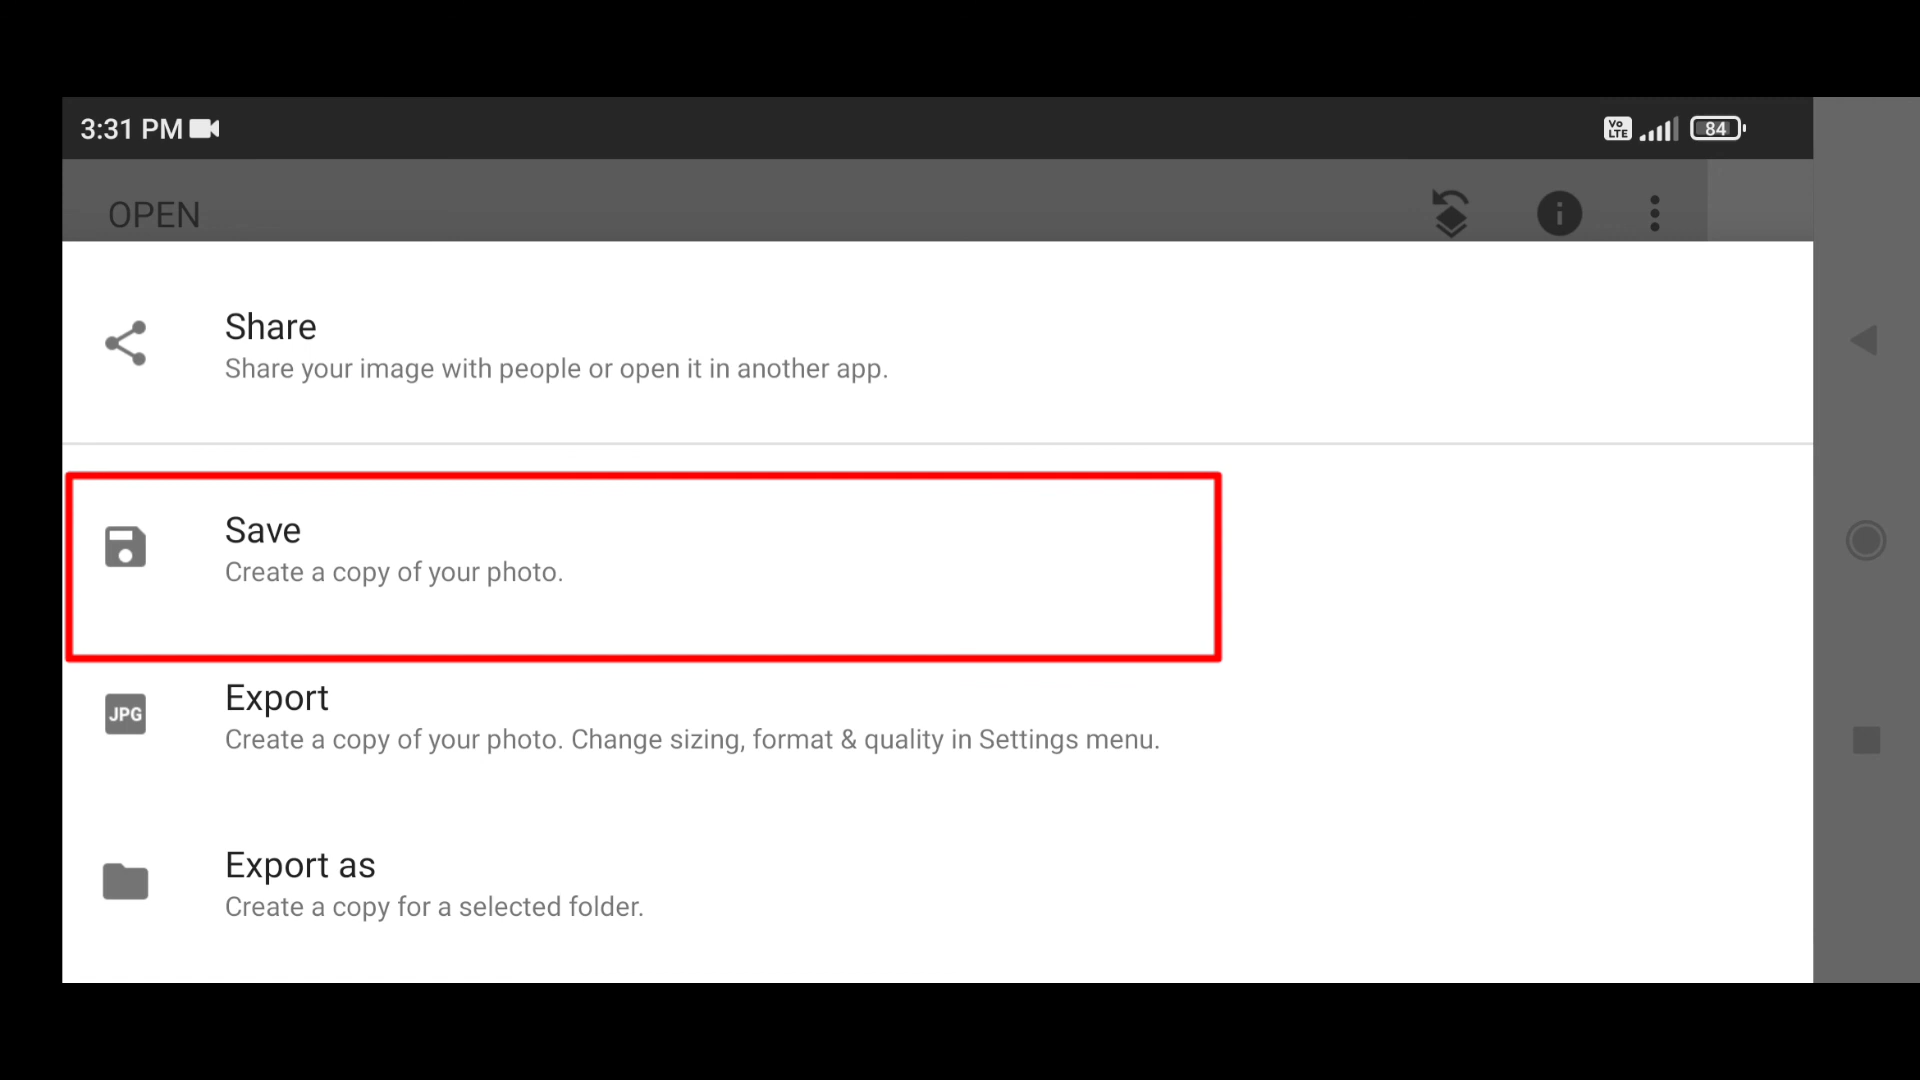 3:31 PM
Vo LTE
84
OPEN
Share
Share your image with people or open it in another app.
Save
Create a copy of your photo.
JPG
Export
Create a copy of your photo. Change sizing, format & quality in Settings menu.
Export as
Create a copy for a selected folder.